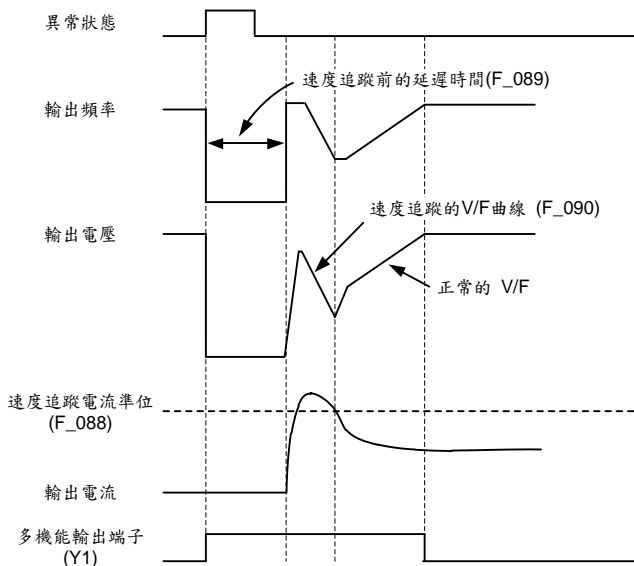 異常狀態
速度追蹤前的延遲時間(F_089)
輸出頻率
速度追蹤的V/F曲線 (F_090)
輸出電壓
正常的 V/F
速度追蹤電流準位
(F_088)
輸出電流
多機能輸出端子
(Y1)